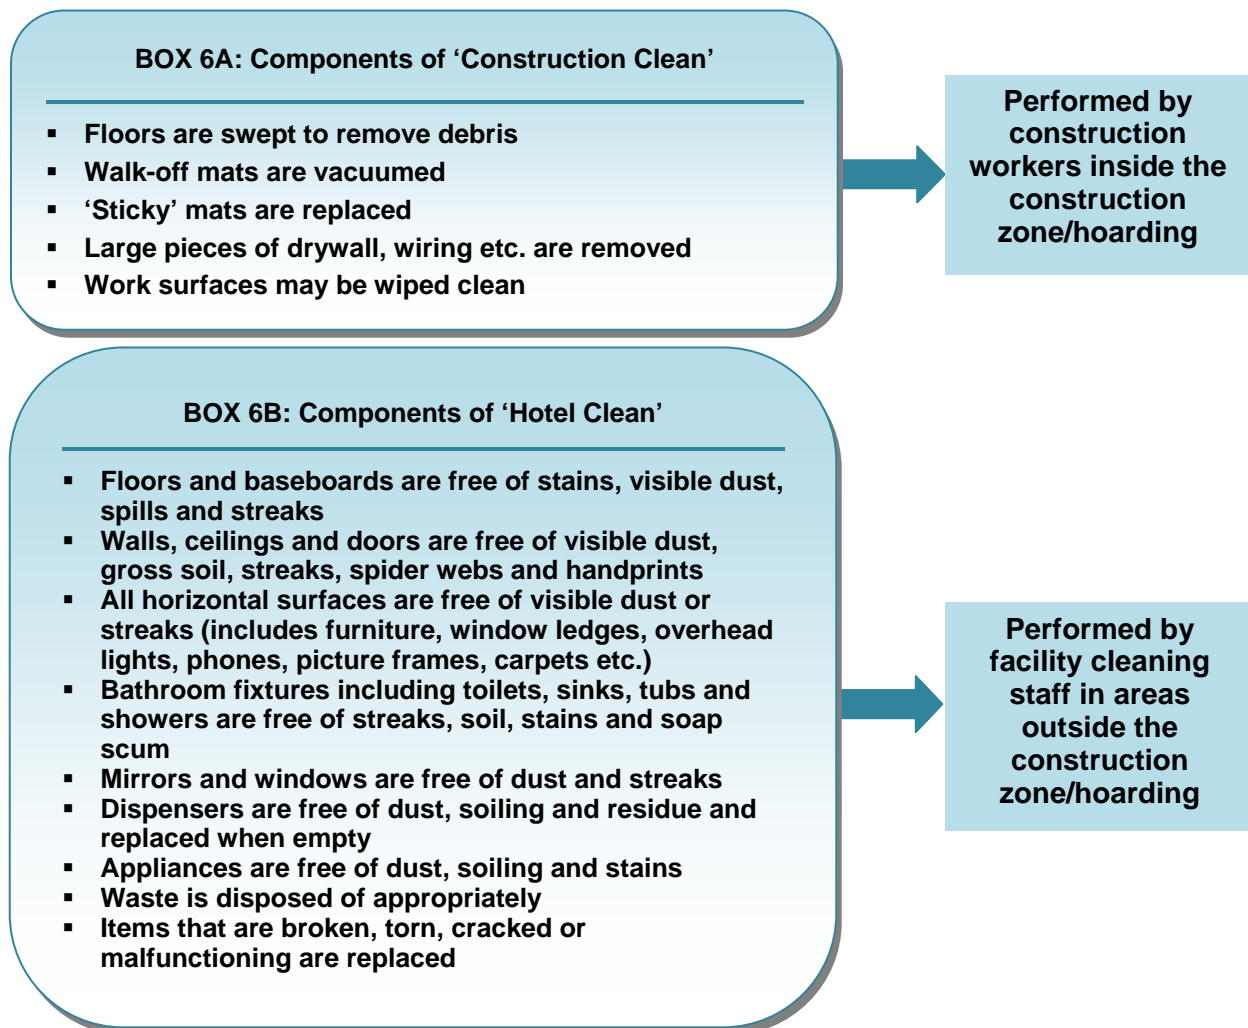 BOX 6A: Components of ‘Construction Clean’
▪ Floors are swept to remove debris
▪ Walk-off mats are vacuumed
▪ ‘Sticky’ mats are replaced
▪ Large pieces of drywall, wiring etc. are removed
▪ Work surfaces may be wiped clean
Performed by
construction
workers inside the
construction
zone/hoarding
BOX 6B: Components of ‘Hotel Clean’
▪ Floors and baseboards are free of stains, visible dust,
spills and streaks
▪ Walls, ceilings and doors are free of visible dust,
gross soil, streaks, spider webs and handprints
▪ All horizontal surfaces are free of visible dust or
streaks (includes furniture, window ledges, overhead
lights, phones, picture frames, carpets etc.)
▪ Bathroom fixtures including toilets, sinks, tubs and
showers are free of streaks, soil, stains and soap
scum
▪ Mirrors and windows are free of dust and streaks
▪ Dispensers are free of dust, soiling and residue and
replaced when empty
▪ Appliances are free of dust, soiling and stains
▪ Waste is disposed of appropriately
▪ Items that are broken, torn, cracked or
malfunctioning are replaced
Performed by
facility cleaning
staff in areas
outside the
construction
zone/hoarding